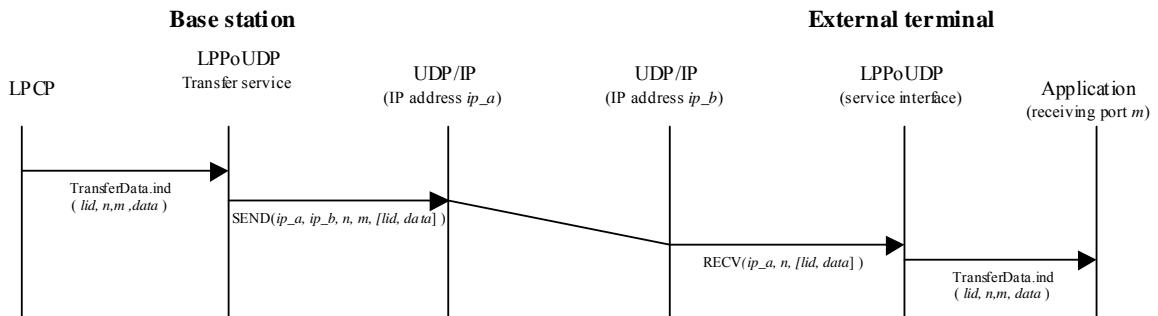 Base station
External terminal
LPCP
LPPoUDP
Transfer service
UDP/IP
(IP address ip_a)
UDP/IP
(IP address ip_b)
LPPoUDP
(service interface)
Application
(receiving port m)
TransferData.ind
( lid, n,m ,data )
SEND(ip_a, ip_b, n, m, [lid, data] )
RECV(ip_a, n, [lid, data] )
TransferData.ind
( lid, n,m, data )